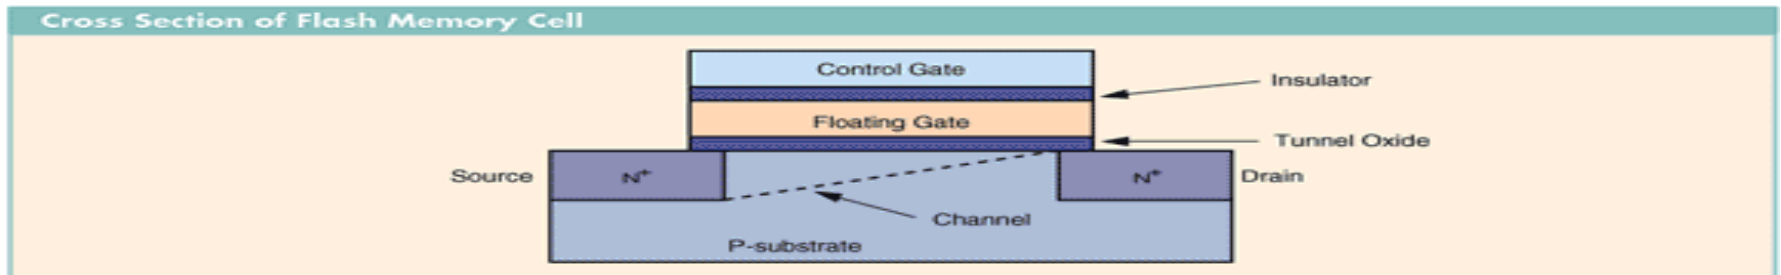 Cross Section of Flash Memory Cell
Control Gate
Insulator
Floating Gate
Tunnel Oxide
Source
N+
N+
Drain
Channel
P-substrate